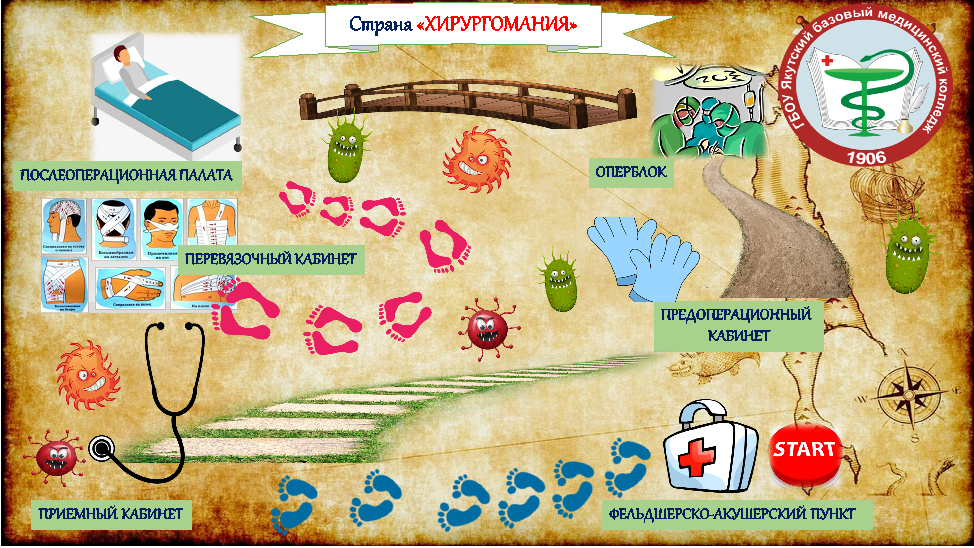 Страна «ХИРУРГОМАНИЯ»
ГБОУ Якутский базовый медицинский колледж
1906
ПОСЛЕОПЕРАЦИОННАЯ ПАЛАТА
ОПЕРБЛОК
ПЕРЕВЯЗОЧНЫЙ КАБИНЕТ
ПРЕДОПЕРАЦИОННЫЙ
КАБИНЕТ
START
S
ПРИЕМНЫЙ КАБИНЕТ
ФЕЛЬДШЕРСКО-АКУШЕРСКИЙ ПУНКТ